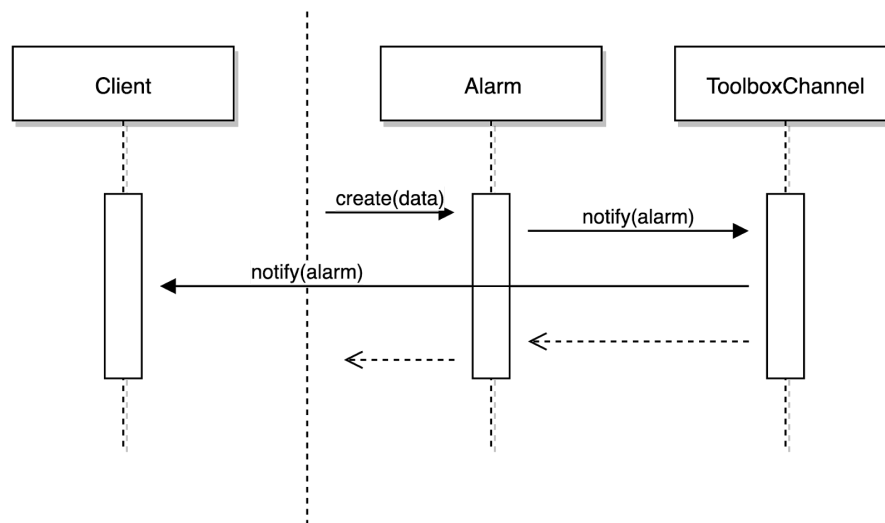 Client
Alarm
ToolboxChannel
create(data)
notify(alarm)
notify(alarm)